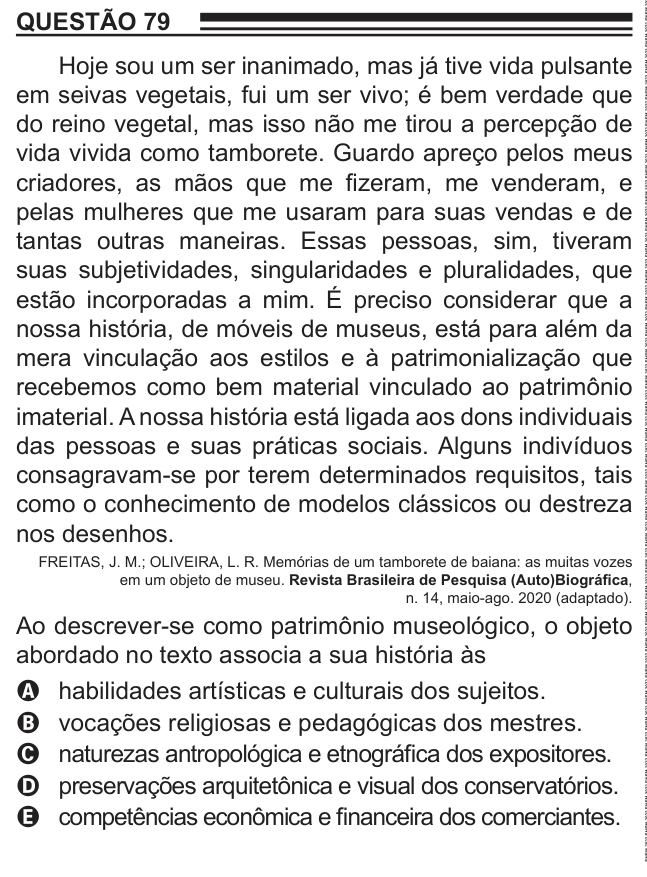 QUESTÃO 79
Hoje sou um ser inanimado, mas já tive vida pulsante
em seivas vegetais, fui um ser vivo; é bem verdade que
do reino vegetal, mas isso não me tirou a percepção de
vida vivida como tamborete. Guardo apreço pelos meus
criadores, as mãos que me fizeram, me venderam, e
pelas mulheres que me usaram para suas vendas e de
tantas outras maneiras. Essas pessoas, sim, tiveram
suas subjetividades, singularidades e pluralidades, que
estão incorporadas a mim. É preciso considerar que a
nossa história, de móveis de museus, está para além da
mera vinculação aos estilos e à patrimonialização que
recebemos como bem material vinculado ao patrimônio
imaterial. A nossa história está ligada aos dons individuais
das pessoas e suas práticas sociais. Alguns indivíduos
consagravam-se por terem determinados requisitos, tais
como o conhecimento de modelos clássicos ou destreza
nos desenhos.
FREITAS, J. M.; OLIVEIRA, L. R. Memórias de um tamborete de baiana: as muitas vozes
em um objeto de museu. Revista Brasileira de Pesquisa (Auto)Biográfica,
n. 14, maio-ago. 2020 (adaptado).
Ao descrever-se como patrimônio museológico, o objeto
abordado no texto associa a sua história às
A habilidades artísticas e culturais dos sujeitos.
B vocações religiosas e pedagógicas dos mestres.
C naturezas antropológica e etnográfica dos expositores.
D preservações arquitetônica e visual dos conservatórios.
E competências econômica e financeira dos comerciantes.